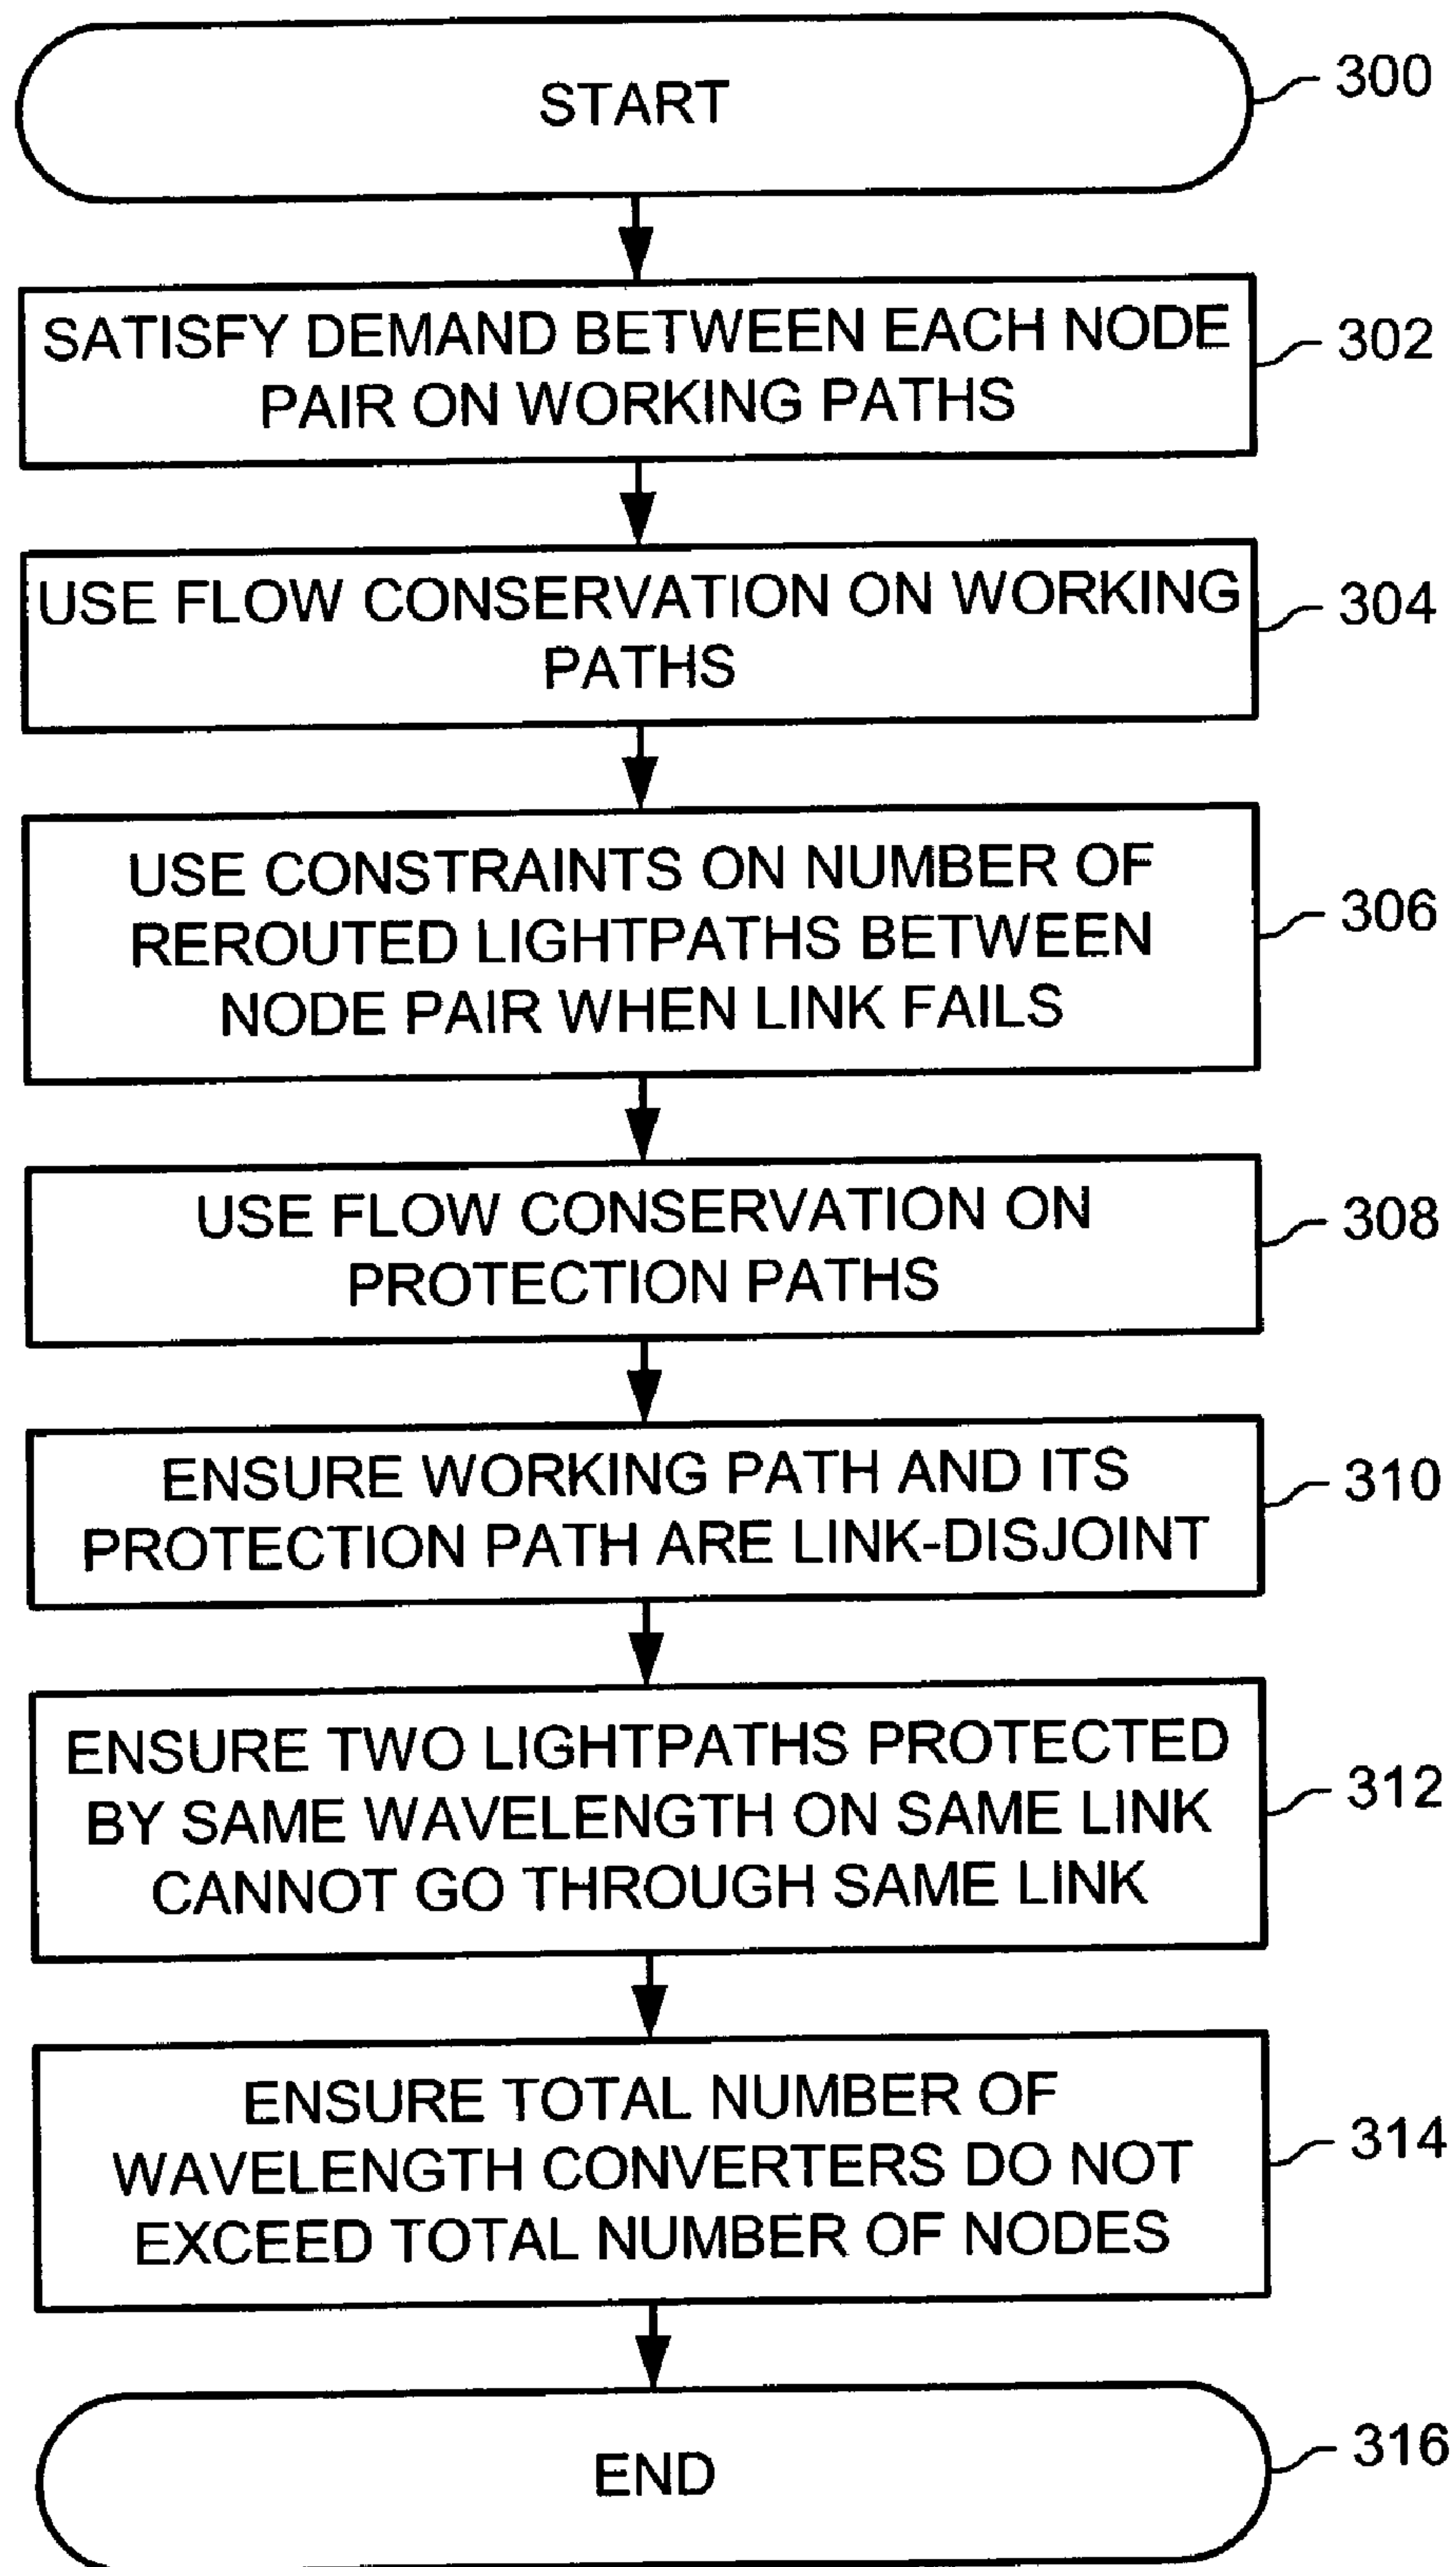 START
300
SATISFY DEMAND BETWEEN EACH NODE
PAIR ON WORKING PATHS
302
USE FLOW CONSERVATION ON WORKING
PATHS
304
USE CONSTRAINTS ON NUMBER OF
REROUTED LIGHTPATHS BETWEEN
NODE PAIR WHEN LINK FAILS
306
USE FLOW CONSERVATION ON
PROTECTION PATHS
308
ENSURE WORKING PATH AND ITS
PROTECTION PATH ARE LINK-DISJOINT
310
ENSURE TWO LIGHTPATHS PROTECTED
BY SAME WAVELENGTH ON SAME LINK
CANNOT GO THROUGH SAME LINK
312
ENSURE TOTAL NUMBER OF
WAVELENGTH CONVERTERS DO NOT
EXCEED TOTAL NUMBER OF NODES
314
END
316